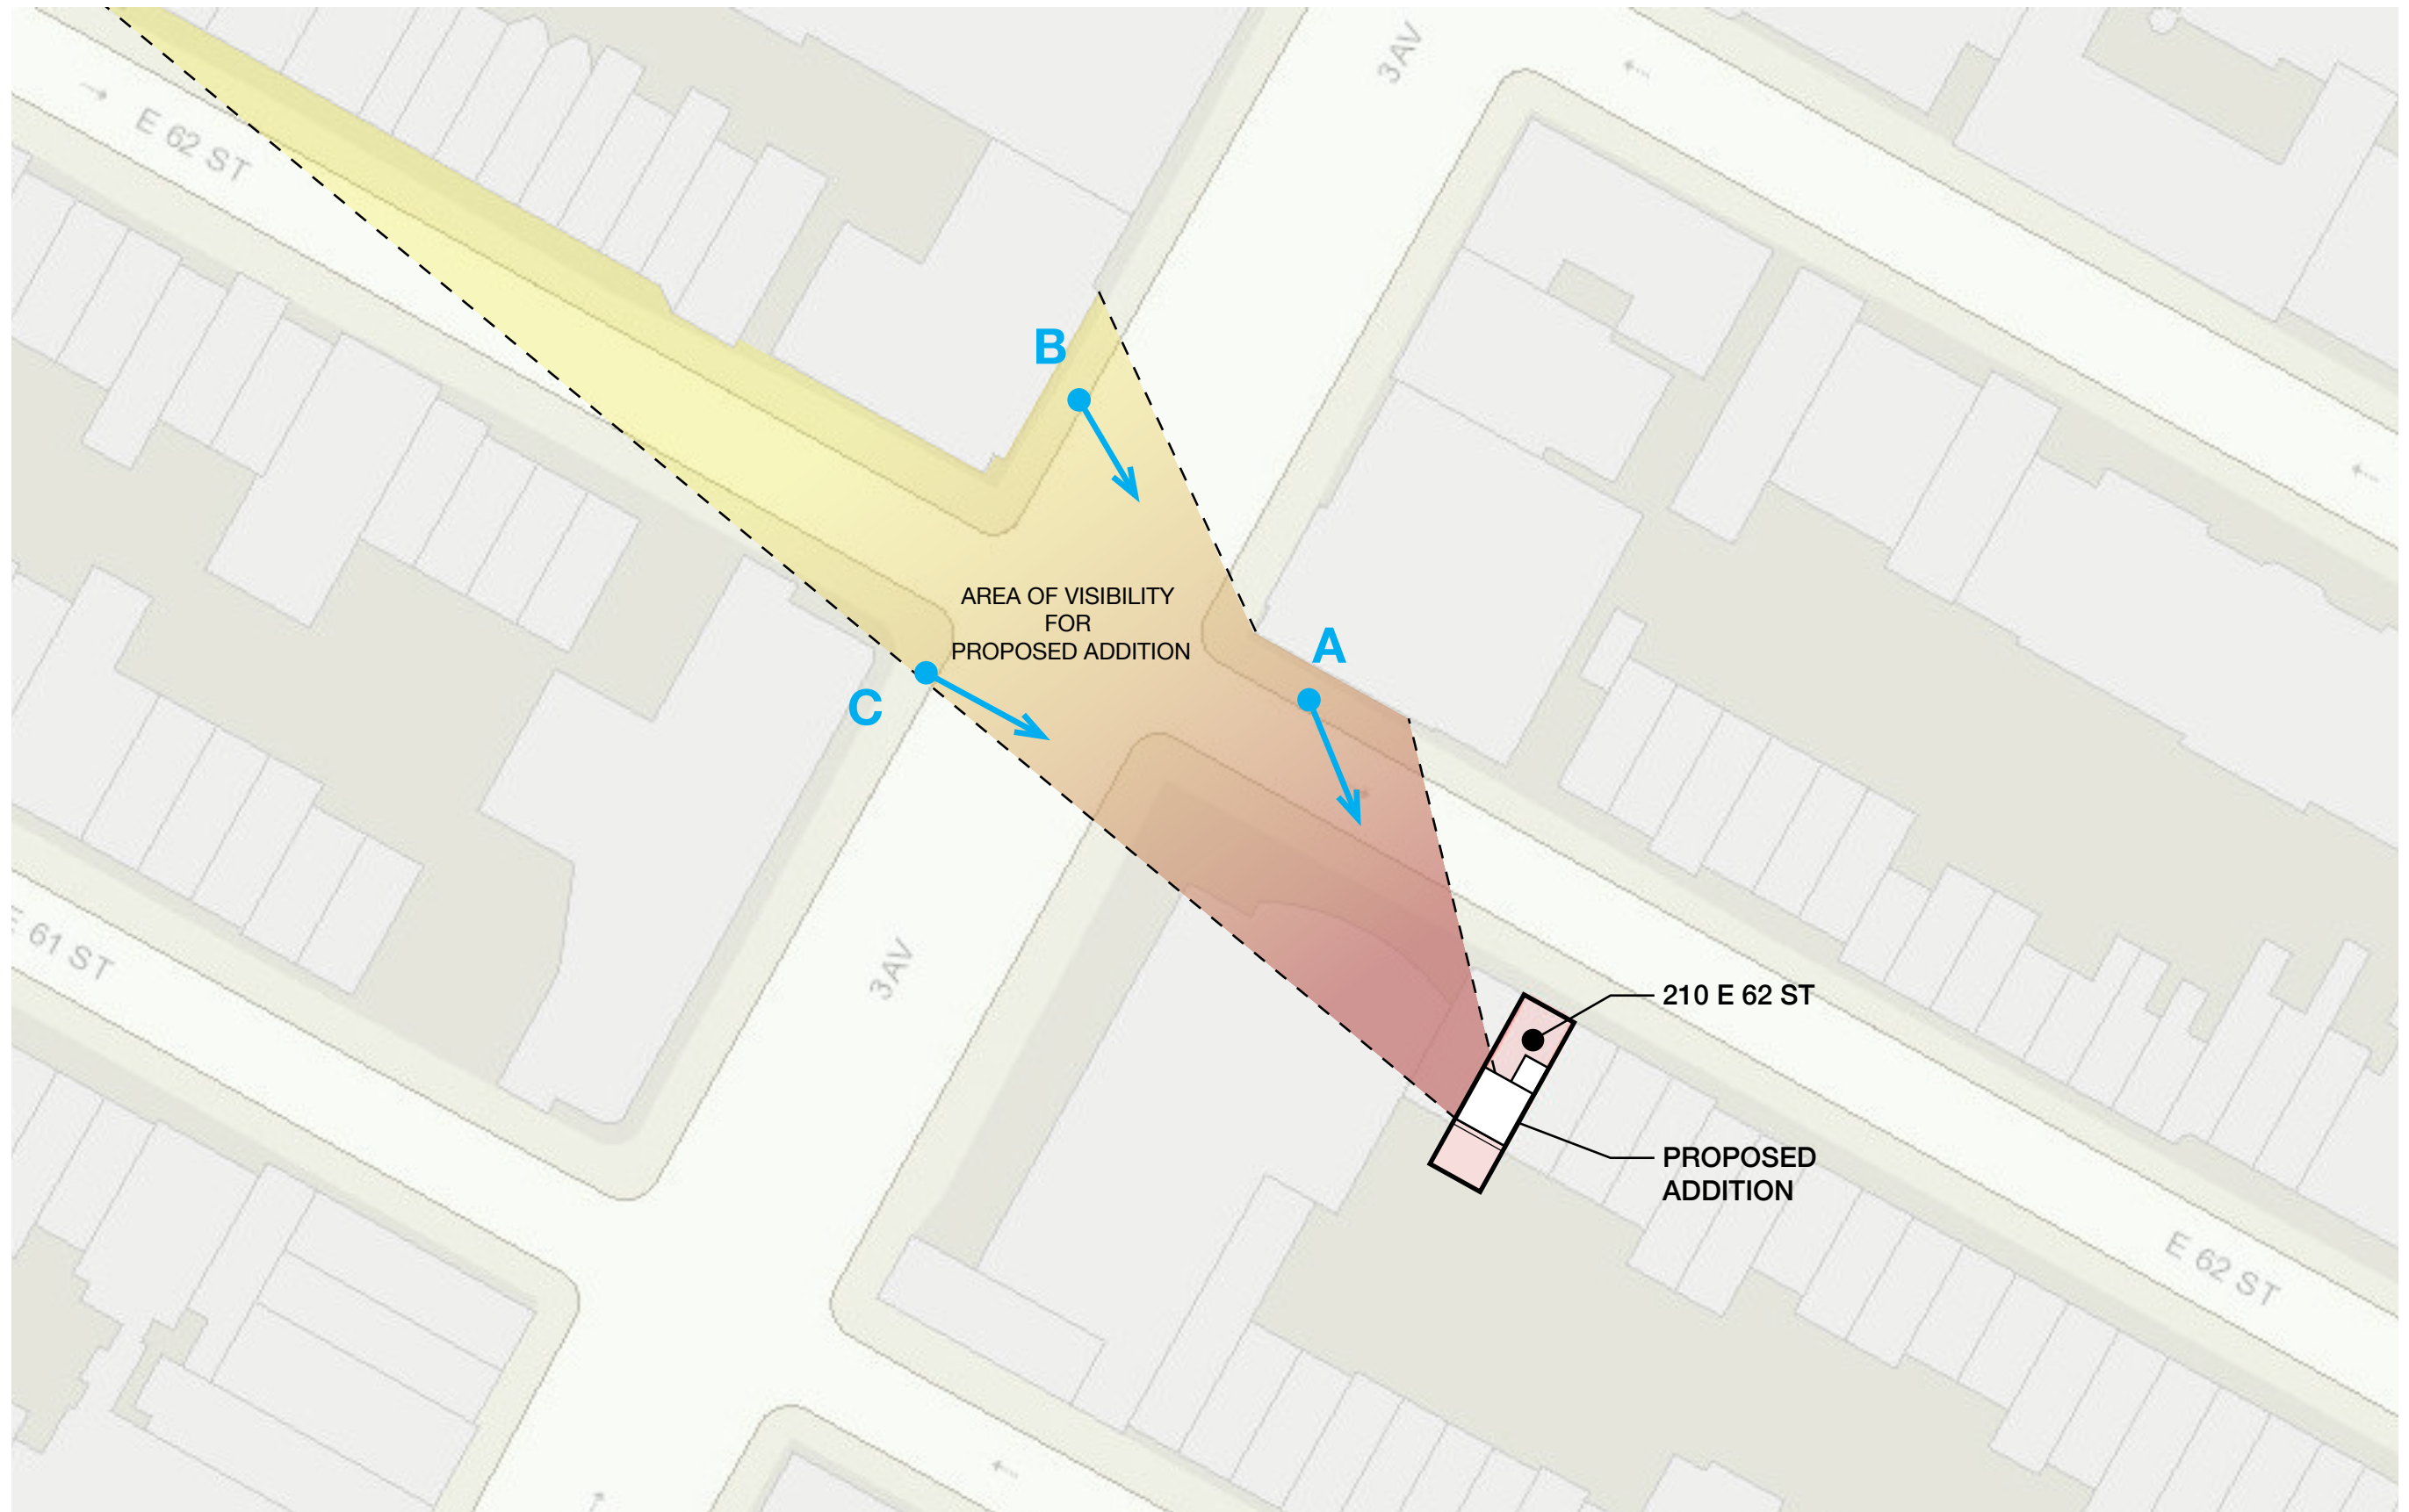 3 AV
E 62 ST
B
AREA OF VISIBILITY
FOR
PROPOSED ADDITION
A
C
E 61 ST
3 AV
210 E 62 ST
PROPOSED
ADDITION
E 62 ST